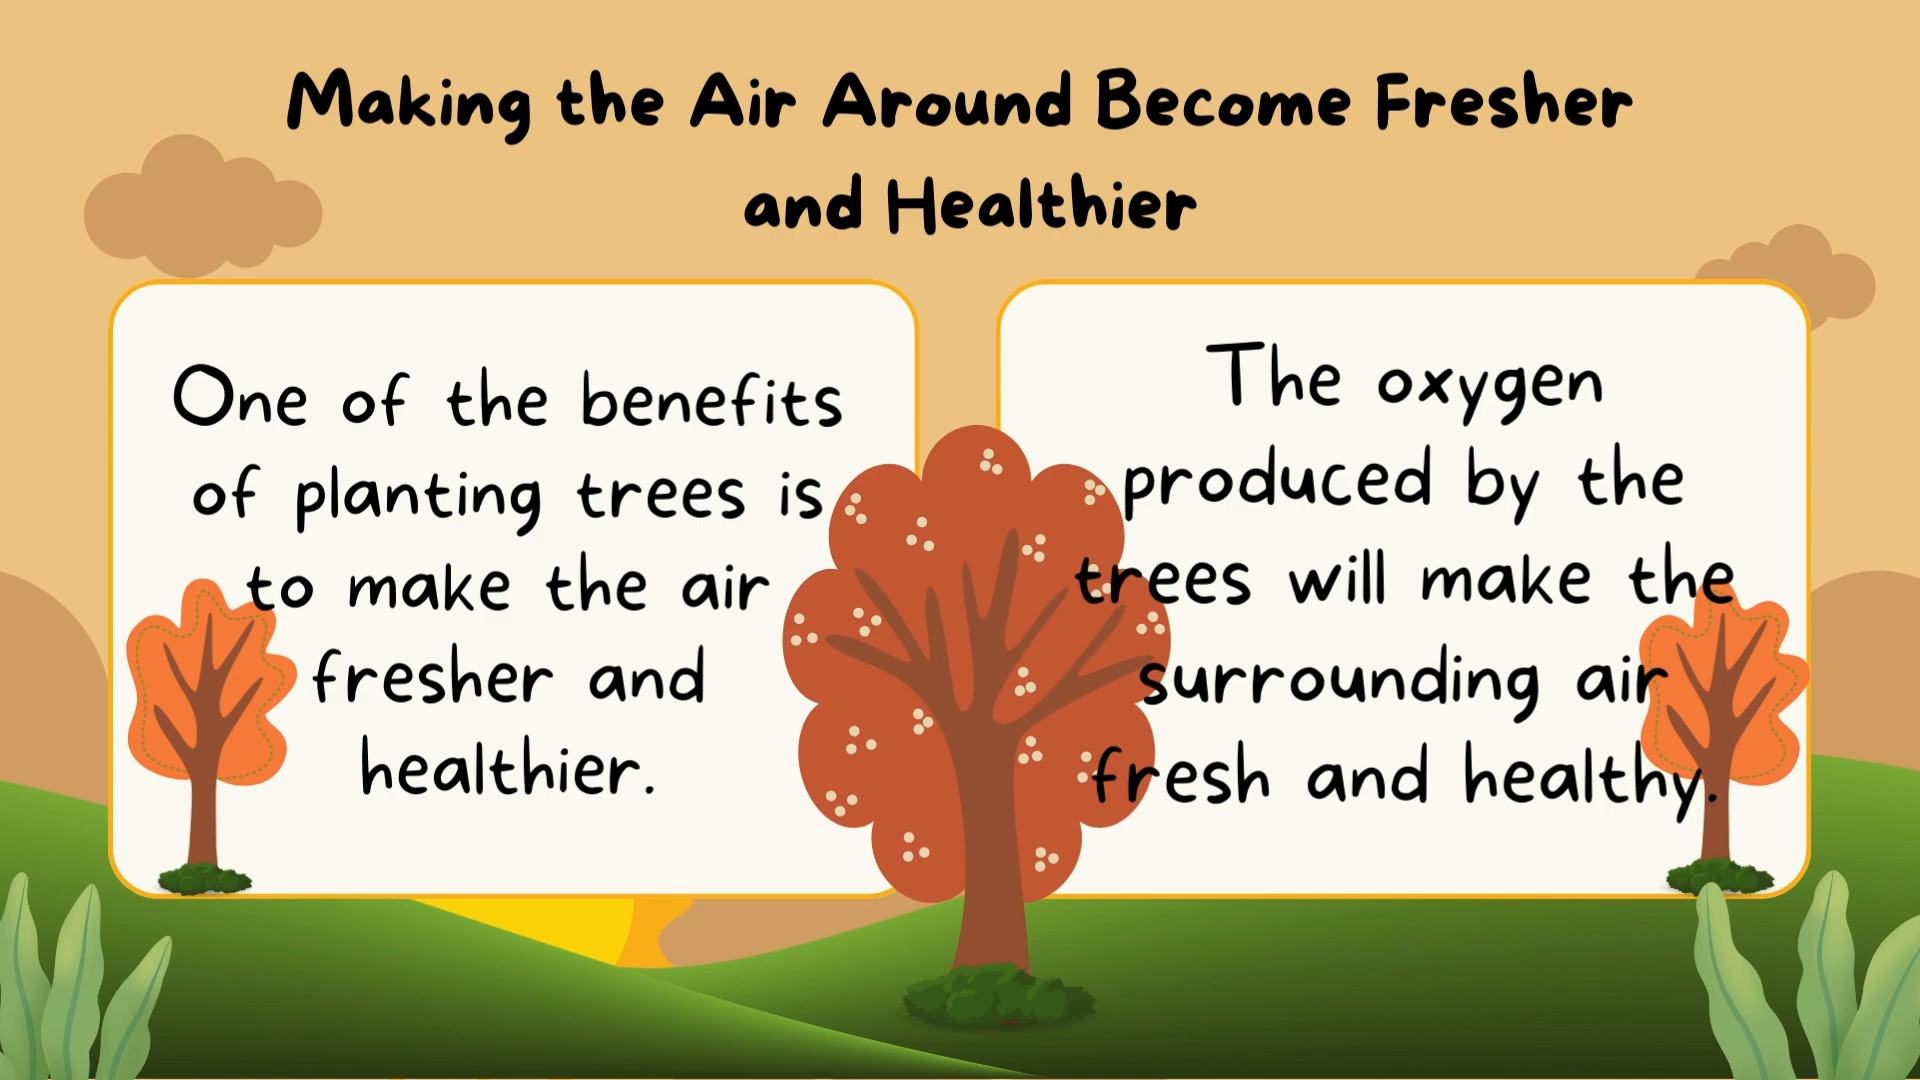 Making the Air Around Become Fresher
and Healthier
One of the benefits
of planting trees is
to make the air
fresher and
healthier.
The oxygen
produced by the
trees will make the
surrounding air
fresh and healthy.